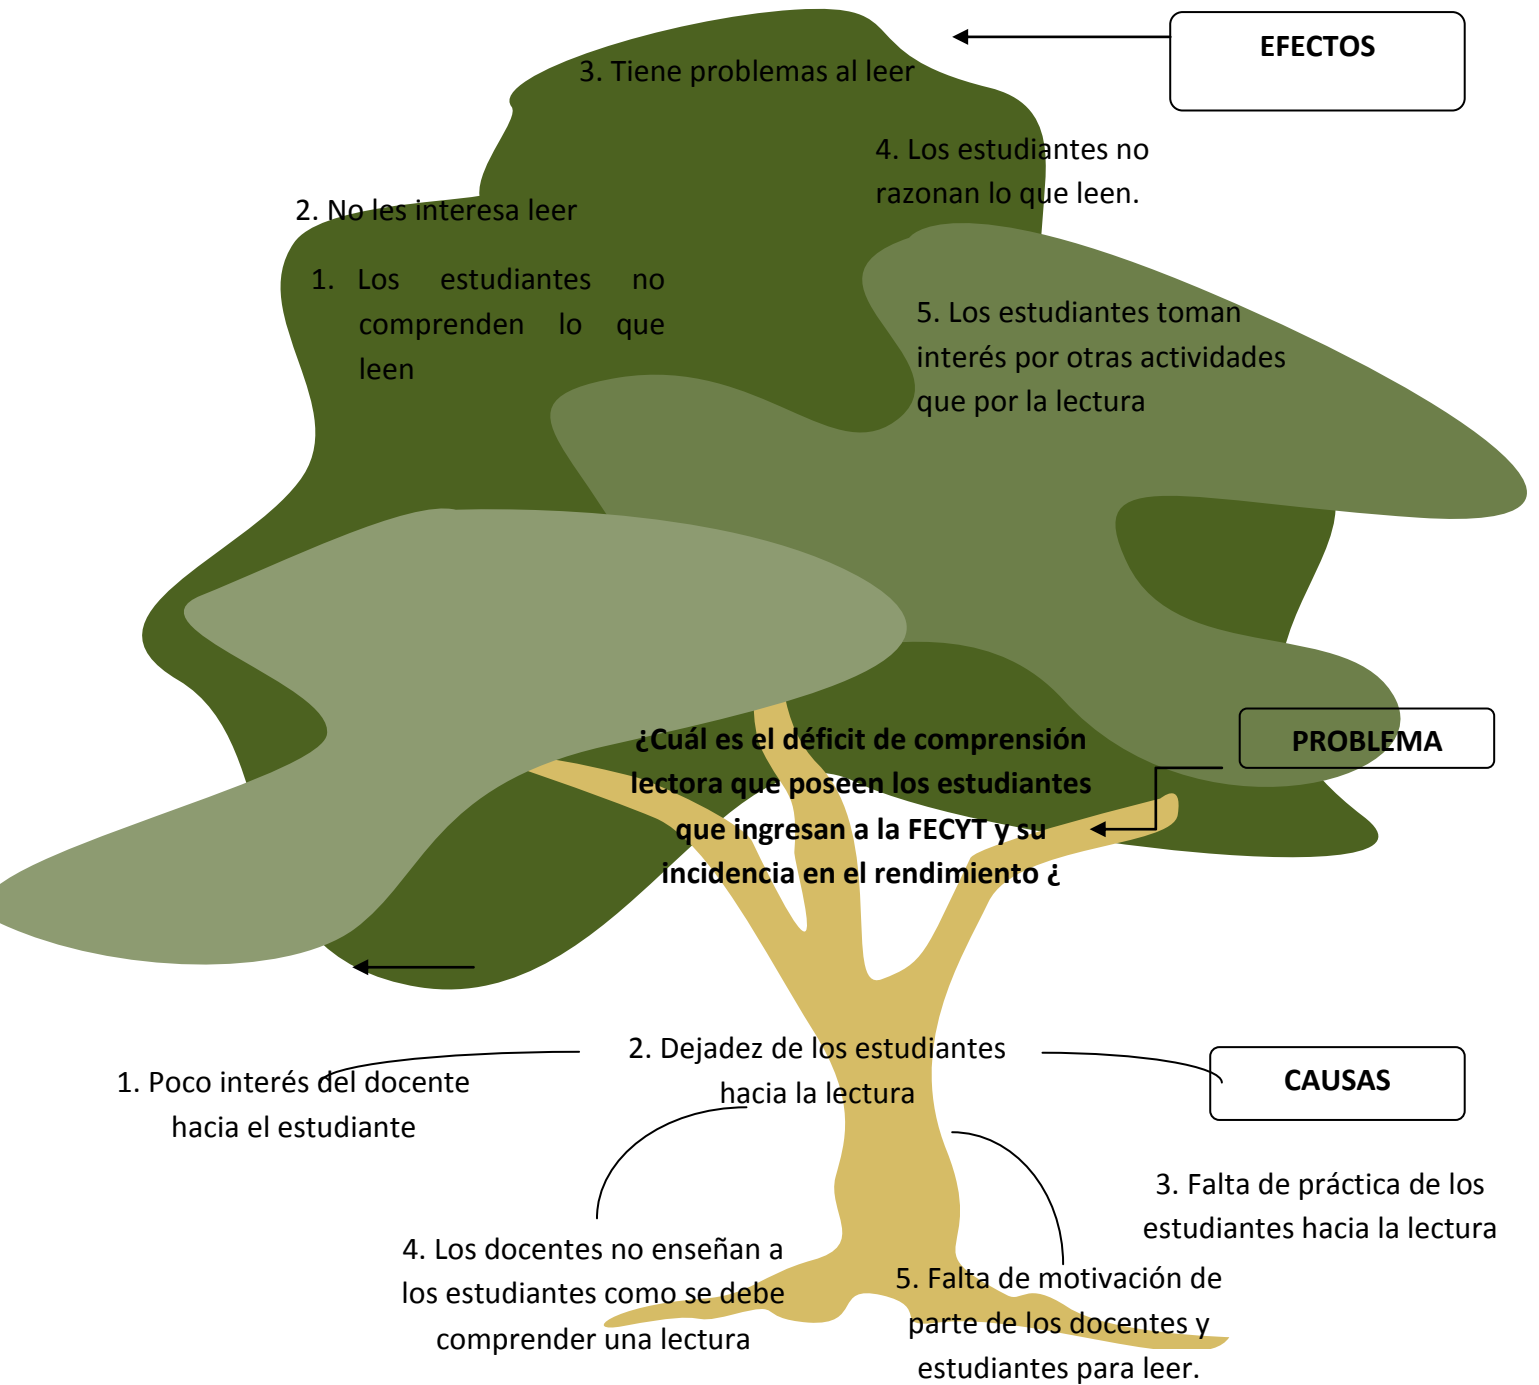 EFECTOS
3. Tiene problemas al leer
4. Los estudiantes no
razonan lo que leen.
2. No les interesa leer
1. Los estudiantes no
comprenden lo que
leen
5. Los estudiantes toman
interés por otras actividades
que por la lectura
PROBLEMA
¿Cuál es el déficit de comprensión
lectora que poseen los estudiantes
que ingresan a la FECYT y su
incidencia en el rendimiento ¿
2. Dejadez de los estudiantes
hacia la lectura
CAUSAS
1. Poco interés del docente
hacia el estudiante
3. Falta de práctica de los
estudiantes hacia la lectura
4. Los docentes no enseñan a
los estudiantes como se debe
comprender una lectura
5. Falta de motivación de
parte de los docentes y
estudiantes para leer.